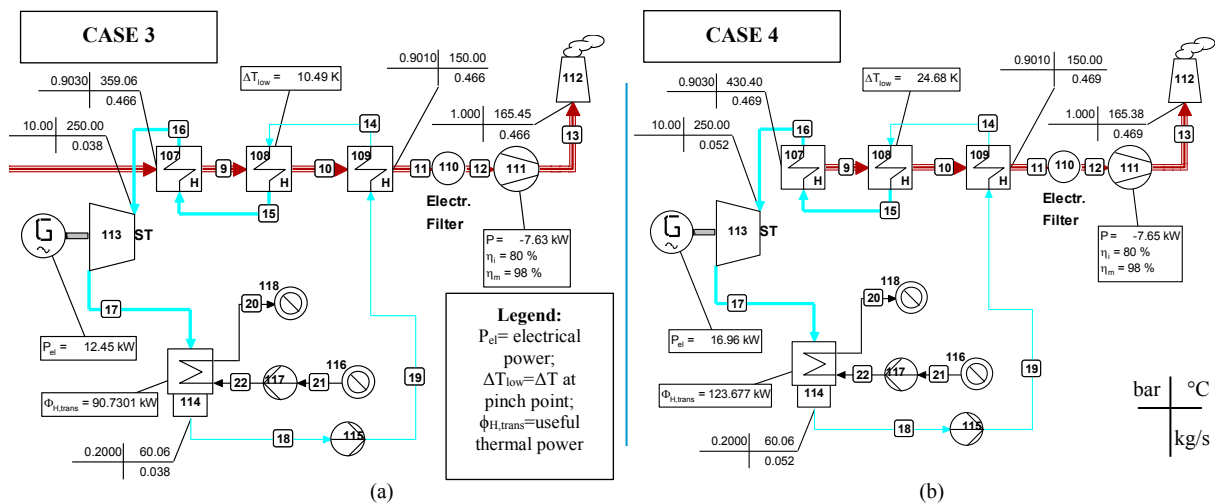 CASE 3
0.9030 359.06
0.466
ΔT_low = 10.49 K
0.9010 150.00
0.466
112
10.00 250.00
0.038
1.000 165.45
0.466
16
14
13
107
H
9
108
H
10
109
H
11
110
12
111
15
Electr.
Filter
113
ST
G
P = -7.63 kW
η_i = 80 %
η_m = 98 %
17
20
118
P_el = 12.45 kW
Legend:
P_el= electrical
power;
ΔT_low=ΔT at
pinch point;
ϕ_H,trans=useful
thermal power
22
117
21
116
19
Φ_H,trans = 90.7301 kW
114
18
115
0.2000 60.06
0.038
(a)
CASE 4
0.9030 430.40
0.469
ΔT_low = 24.68 K
0.9010 150.00
0.469
112
10.00 250.00
0.052
1.000 165.38
0.469
16
14
13
107
H
9
108
H
10
109
H
11
110
12
111
15
Electr.
Filter
113
ST
G
P = -7.65 kW
η_i = 80 %
η_m = 98 %
17
20
118
P_el = 16.96 kW
22
117
21
116
19
Φ_H,trans = 123.677 kW
114
18
115
0.2000 60.06
0.052
bar °C
kg/s
(b)